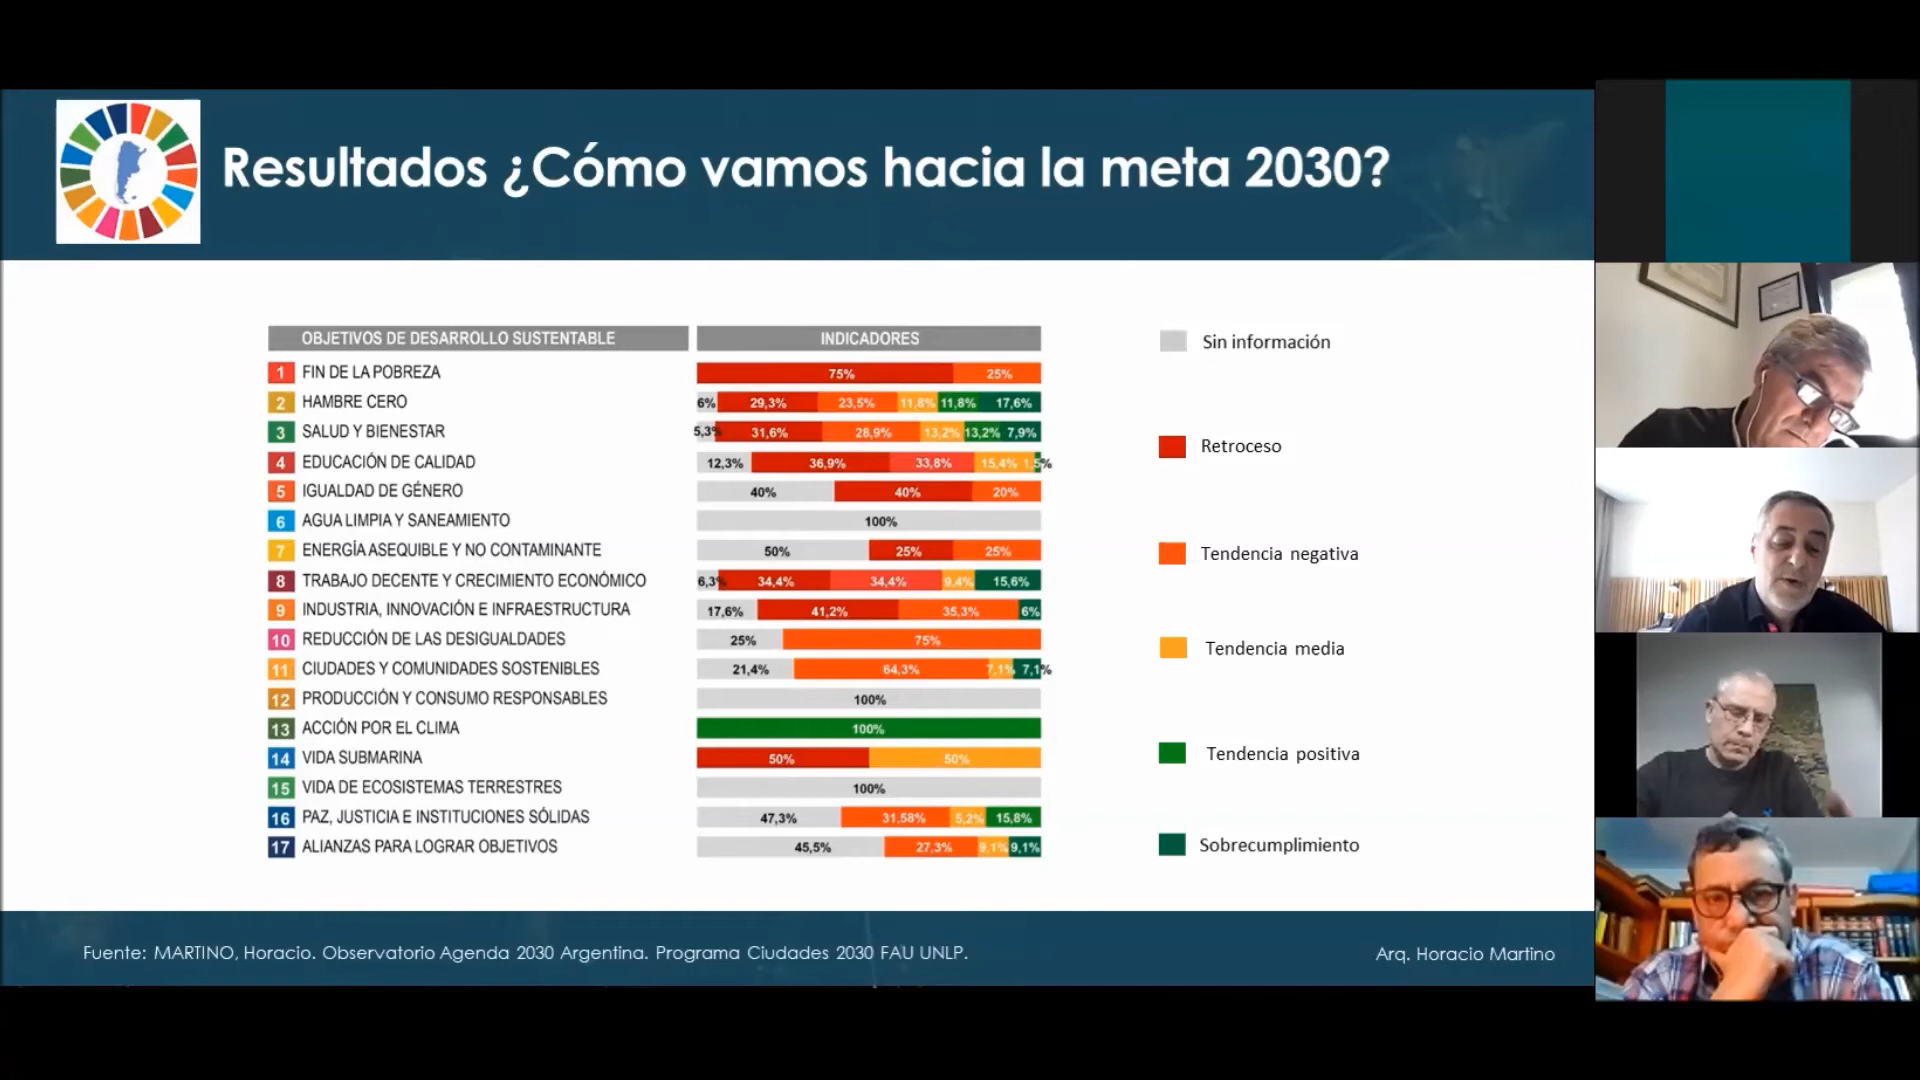 Resultados ¿Cómo vamos hacia la meta 2030?
OBJETIVOS DE DESARROLLO SUSTENTABLE INDICADORES
1 FIN DE LA POBREZA 75% 25%
2 HAMBRE CERO 6% 29,3% 23,5% 11,8% 11,8% 17,6%
3 SALUD Y BIENESTAR 5,3% 31,6% 28,9% 13,2% 13,2% 7,9%
4 EDUCACIÓN DE CALIDAD 12,3% 36,9% 33,8% 15,4% 1,5%
5 IGUALDAD DE GÉNERO 40% 40% 20%
6 AGUA LIMPIA Y SANEAMIENTO 100%
7 ENERGÍA ASEQUIBLE Y NO CONTAMINANTE 50% 25% 25%
8 TRABAJO DECENTE Y CRECIMIENTO ECONÓMICO 6,3% 34,4% 34,4% 9,4% 15,6%
9 INDUSTRIA, INNOVACIÓN E INFRAESTRUCTURA 17,6% 41,2% 35,3% 6%
10 REDUCCIÓN DE LAS DESIGUALDADES 25% 75%
11 CIUDADES Y COMUNIDADES SOSTENIBLES 21,4% 64,3% 7,1% 7,1%
12 PRODUCCIÓN Y CONSUMO RESPONSABLES 100%
13 ACCIÓN POR EL CLIMA 100%
14 VIDA SUBMARINA 50% 50%
15 VIDA DE ECOSISTEMAS TERRESTRES 100%
16 PAZ, JUSTICIA E INSTITUCIONES SÓLIDAS 47,3% 31,58% 5,2% 15,8%
17 ALIANZAS PARA LOGRAR OBJETIVOS 45,5% 27,3% 9,1% 9,1%
Sin información
Retroceso
Tendencia negativa
Tendencia media
Tendencia positiva
Sobrecumplimiento
Fuente: MARTINO, Horacio. Observatorio Agenda 2030 Argentina. Programa Ciudades 2030 FAU UNLP.
Arq. Horacio Martino